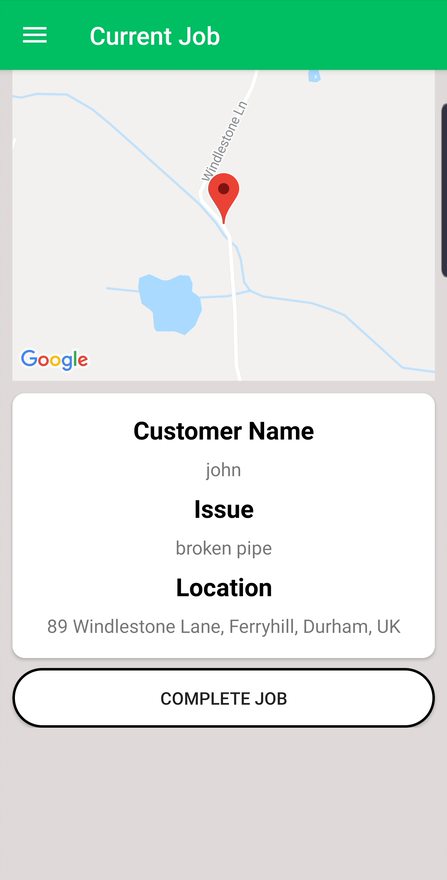 Current Job
Windlestone Ln
Google
Customer Name
john
Issue
broken pipe
Location
89 Windlestone Lane, Ferryhill, Durham, UK
COMPLETE JOB